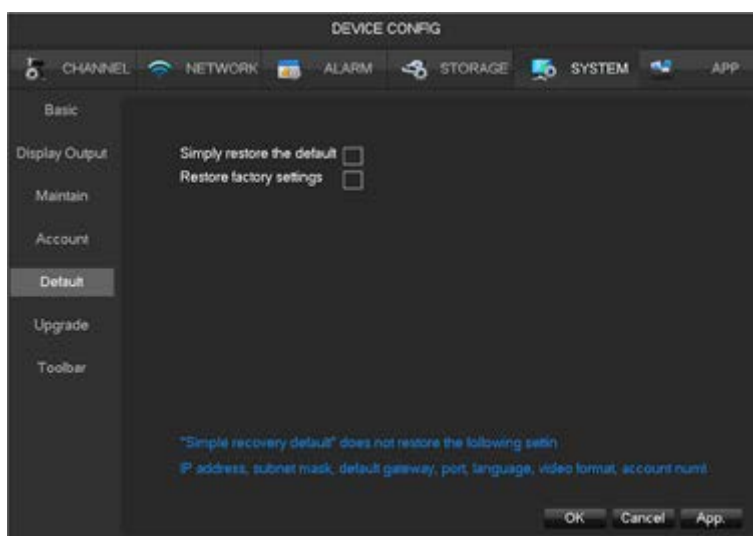 DEVICE CONFIG
CHANNEL NETWORK ALARM STORAGE SYSTEM APP
Basic
Display Output
Maintain
Account
Default
Upgrade
Toolbar
Simply restore the default
Restore factory settings
"Simple recovery default" does not restore the following settin
IP address, subnet mask, default gateway, port, language, video format, account numl
OK Cancel App.